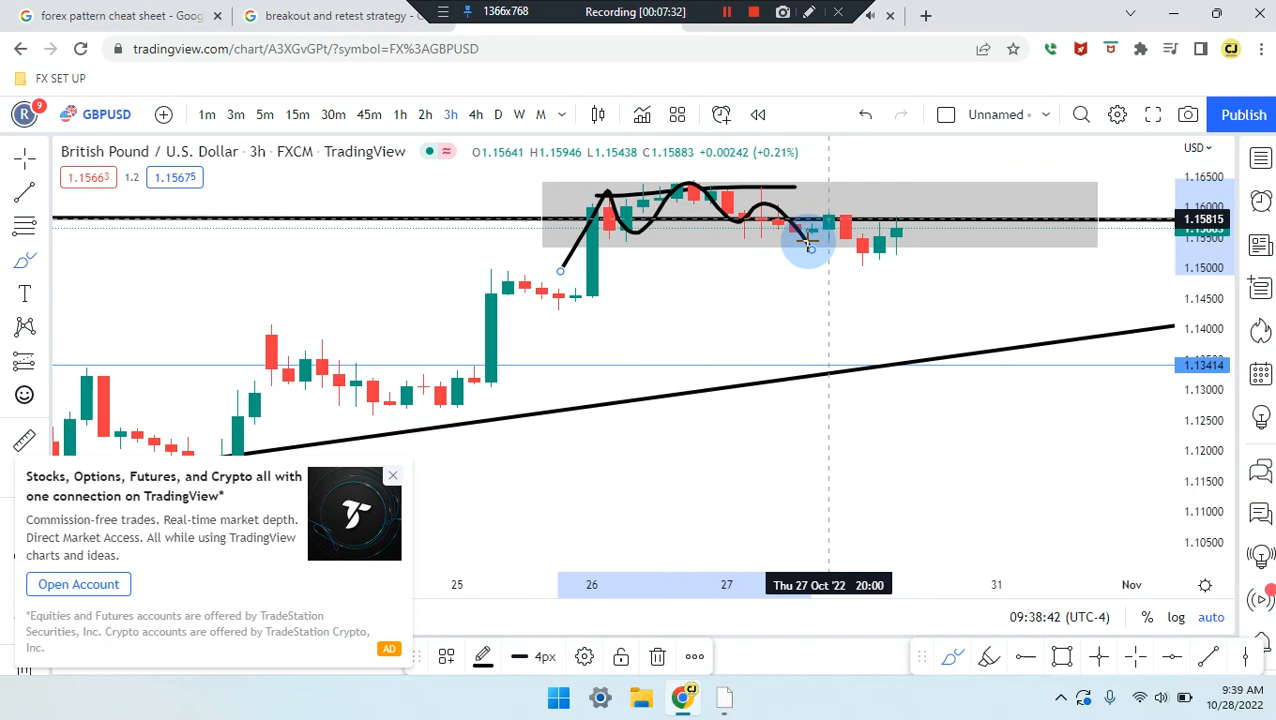 forex pattern chern sheet - Goo
breakout and retest strategy -
1366x768
Recording [00:07:32]
tradingview.com/chart/A3XGvGPt/?symbol=FX%3AGBPUSD
FX SET UP
R
9
GBPUSD
1m
3m
5m
15m
30m
45m
1h
2h
3h
4h
D
W
M
Unnamed
Publish
British Pound / U.S. Dollar · 3h · FXCM · TradingView
O1.15641 H1.15946 L1.15438 C1.15883 +0.00242 (+0.21%)
USD
1.15663
1.2
1.15675
1.16500
1.16000
1.15815
1.15500
1.15000
1.14500
1.14000
1.13414
1.13000
1.12500
1.12000
1.11500
1.11000
1.10500
Stocks, Options, Futures, and Crypto all with
one connection on TradingView*
Commission-free trades. Real-time market depth.
Direct Market Access. All while using TradingView
charts and ideas.
Open Account
*Equities and Futures accounts are offered by TradeStation
Securities, Inc. Crypto accounts are offered by TradeStation Crypto,
Inc.
AD
25
26
27
Thu 27 Oct '22 20:00
31
Nov
09:38:42 (UTC-4)
%
log
auto
4px
9:39 AM
10/28/2022